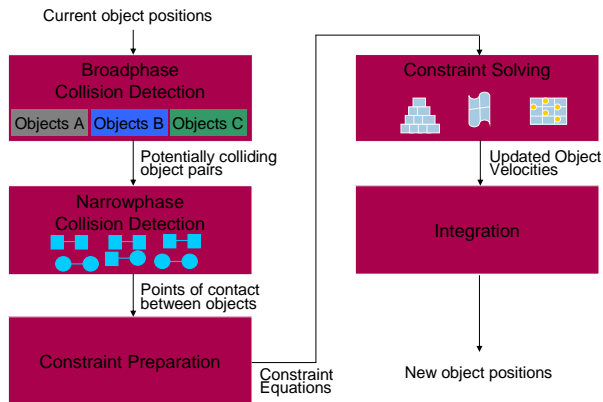 Current object positions
Broadphase
Collision Detection
Objects A
Objects B
Objects C
Potentially colliding
object pairs
Narrowphase
Collision Detection
Points of contact
between objects
Constraint Preparation
Constraint
Equations
Constraint Solving
Updated Object
Velocities
Integration
New object positions